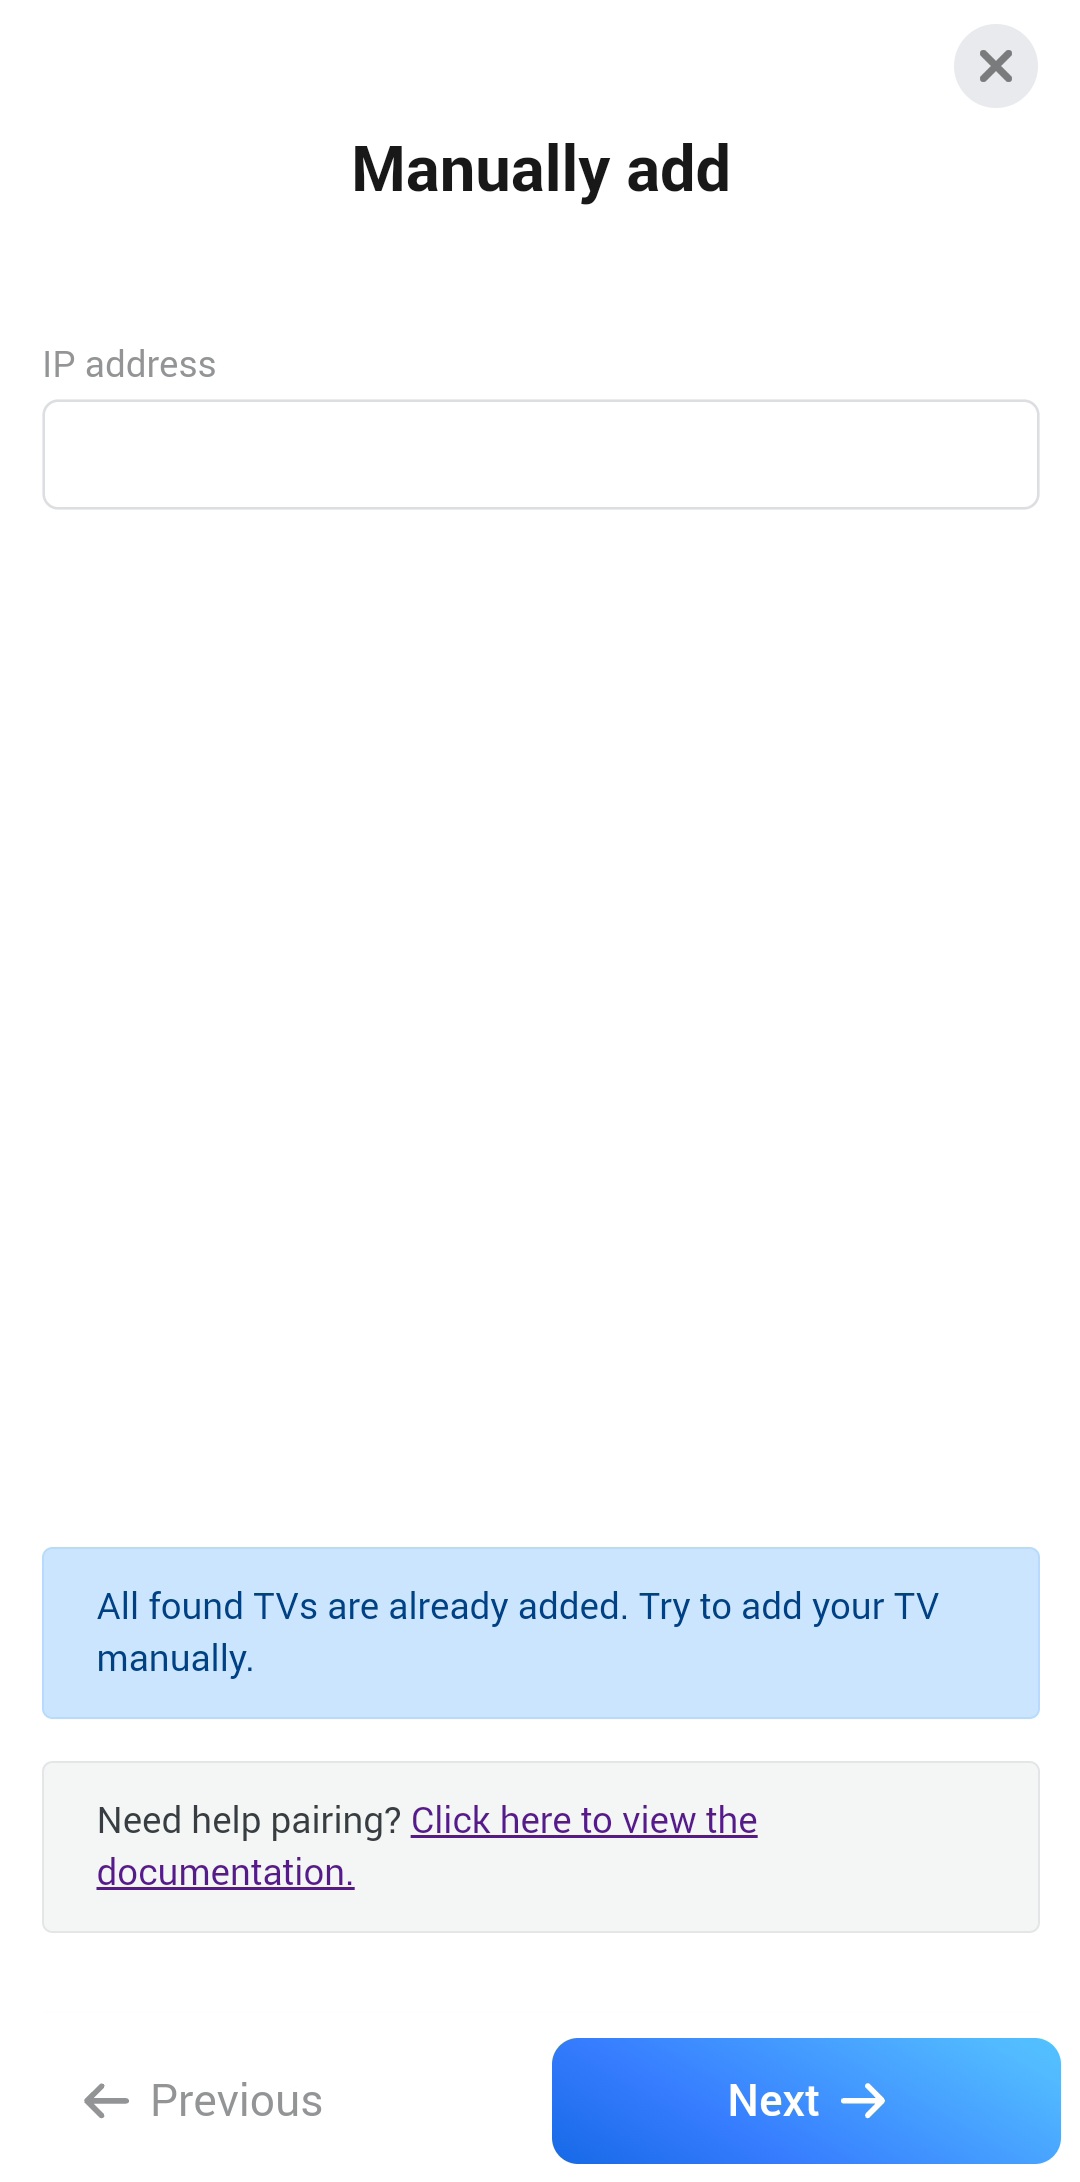 Manually add
IP address
All found TVs are already added. Try to add your TV
manually.
Need help pairing? Click here to view the
documentation.
Previous
Next